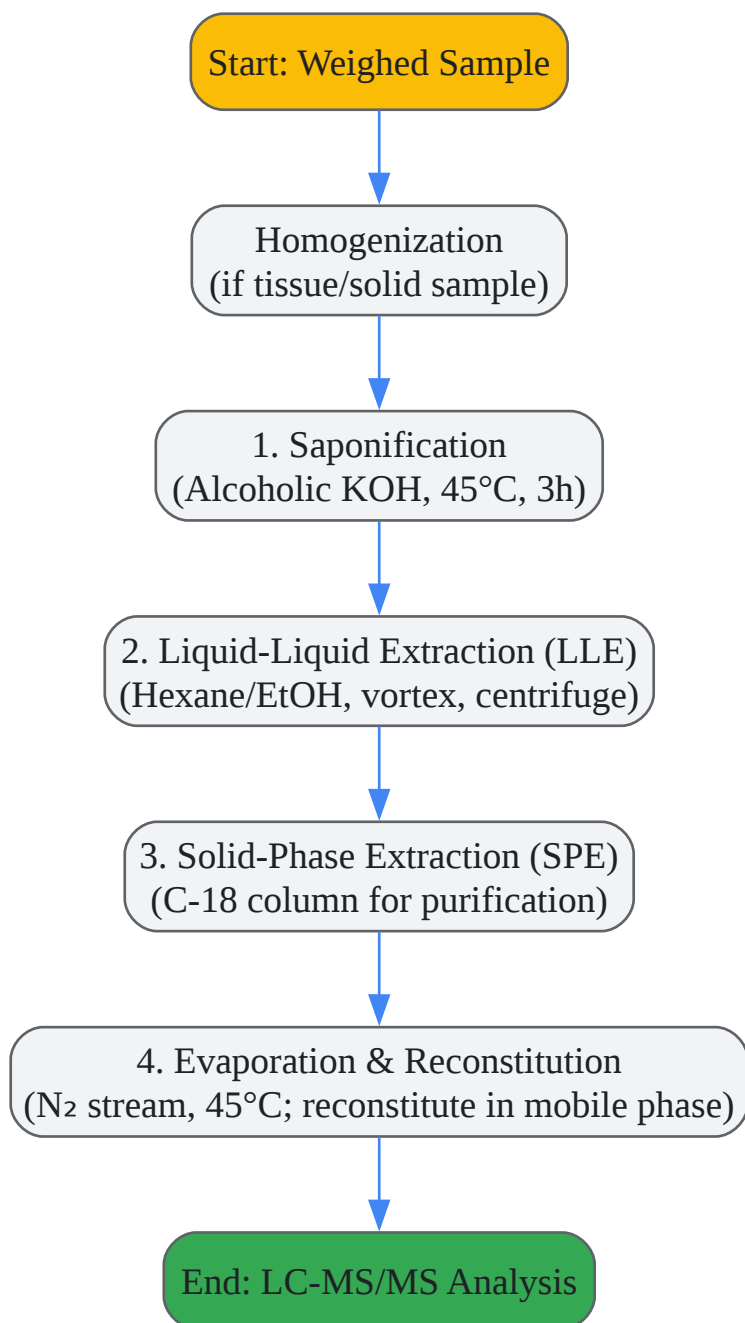 Start: Weighed Sample
Homogenization
(if tissue/solid sample)
1. Saponification
(Alcoholic KOH, 45°C, 3h)
2. Liquid-Liquid Extraction (LLE)
(Hexane/EtOH, vortex, centrifuge)
3. Solid-Phase Extraction (SPE)
(C-18 column for purification)
4. Evaporation & Reconstitution
(N₂ stream, 45°C; reconstitute in mobile phase)
End: LC-MS/MS Analysis